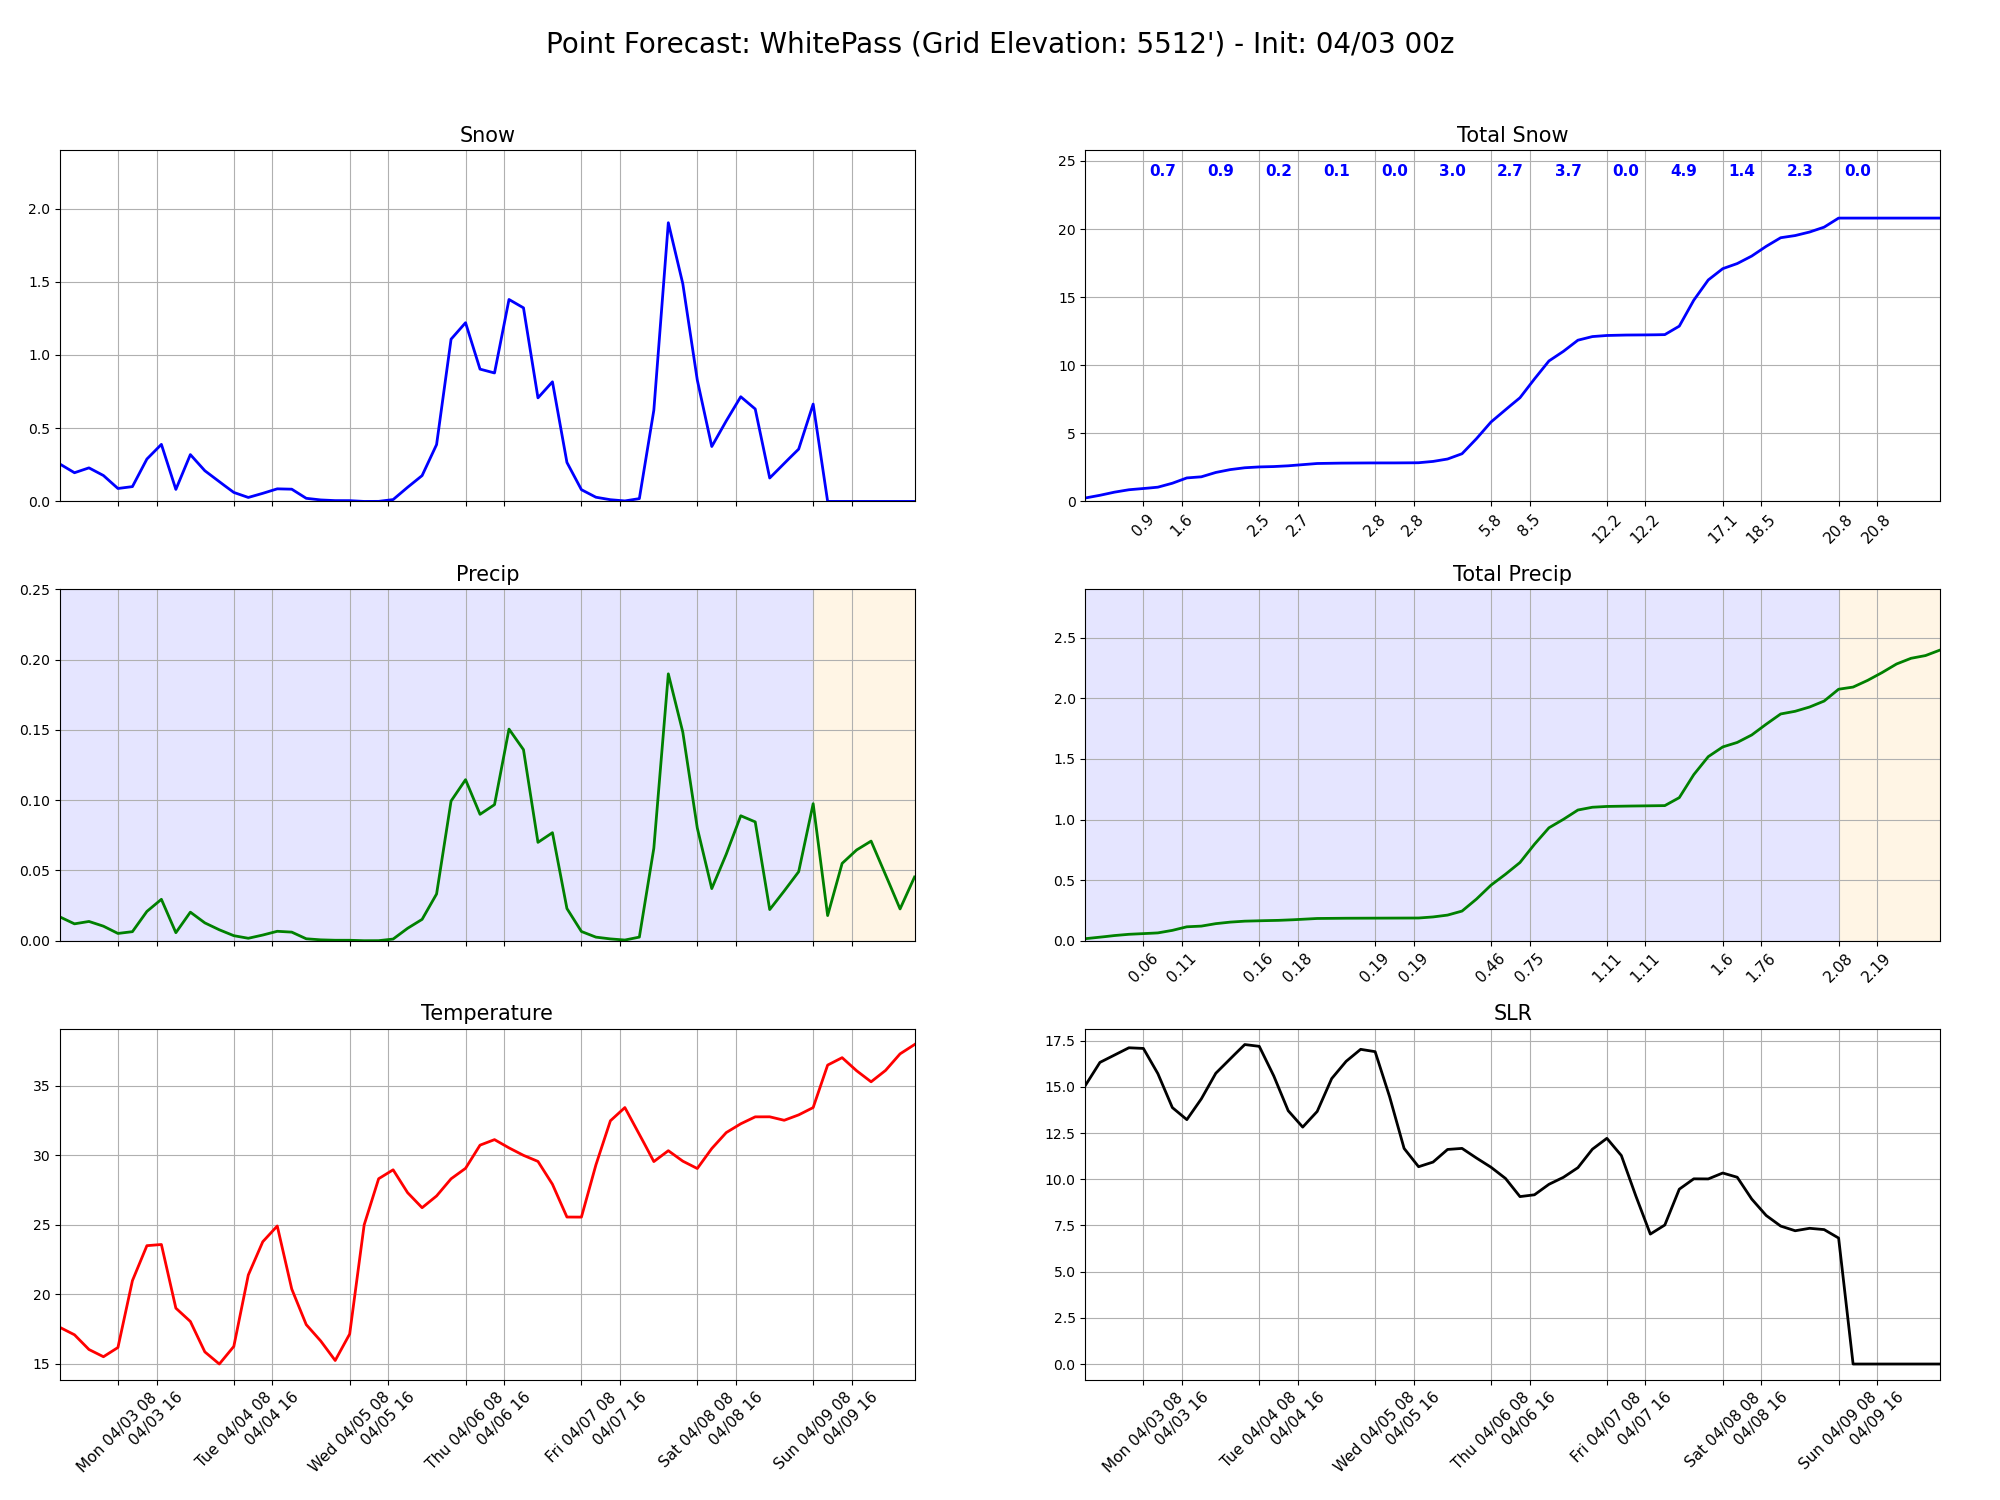 Point Forecast: WhitePass (Grid Elevation: 5512') - Init: 04/03 00z
Snow
2.0
1.5
1.0
0.5
0.0
Total Snow
0.7 0.9 0.2 0.1 0.0 3.0 2.7 3.7 0.0 4.9 1.4 2.3 0.0
25
20
15
10
5
0
0.9 1.6 2.5 2.7 2.8 2.8 5.8 8.5 12.2 12.2 17.1 18.5 20.8 20.8
Precip
0.25
0.20
0.15
0.10
0.05
0.00
Total Precip
2.5
2.0
1.5
1.0
0.5
0.0
0.06 0.11 0.16 0.18 0.19 0.19 0.46 0.75 1.11 1.11 1.6 1.76 2.08 2.19
Temperature
35
30
25
20
15
Mon 04/03 08
04/03 16
Tue 04/04 08
04/04 16
Wed 04/05 08
04/05 16
Thu 04/06 08
04/06 16
Fri 04/07 08
04/07 16
Sat 04/08 08
04/08 16
Sun 04/09 08
04/09 16
SLR
17.5
15.0
12.5
10.0
7.5
5.0
2.5
0.0
Mon 04/03 08
04/03 16
Tue 04/04 08
04/04 16
Wed 04/05 08
04/05 16
Thu 04/06 08
04/06 16
Fri 04/07 08
04/07 16
Sat 04/08 08
04/08 16
Sun 04/09 08
04/09 16